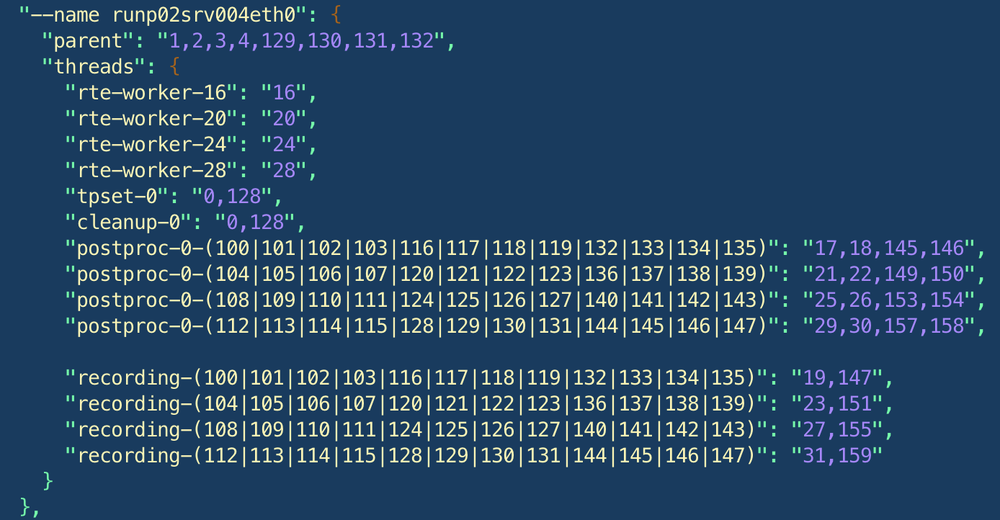 "--name runp02srv004eth0": {
"parent": "1,2,3,4,129,130,131,132",
"threads": {
"rte-worker-16": "16",
"rte-worker-20": "20",
"rte-worker-24": "24",
"rte-worker-28": "28",
"tpset-0": "0,128",
"cleanup-0": "0,128",
"postproc-0-(100|101|102|103|116|117|118|119|132|133|134|135)": "17,18,145,146",
"postproc-0-(104|105|106|107|120|121|122|123|136|137|138|139)": "21,22,149,150",
"postproc-0-(108|109|110|111|124|125|126|127|140|141|142|143)": "25,26,153,154",
"postproc-0-(112|113|114|115|128|129|130|131|144|145|146|147)": "29,30,157,158",
"recording-(100|101|102|103|116|117|118|119|132|133|134|135)": "19,147",
"recording-(104|105|106|107|120|121|122|123|136|137|138|139)": "23,151",
"recording-(108|109|110|111|124|125|126|127|140|141|142|143)": "27,155",
"recording-(112|113|114|115|128|129|130|131|144|145|146|147)": "31,159"
}
},